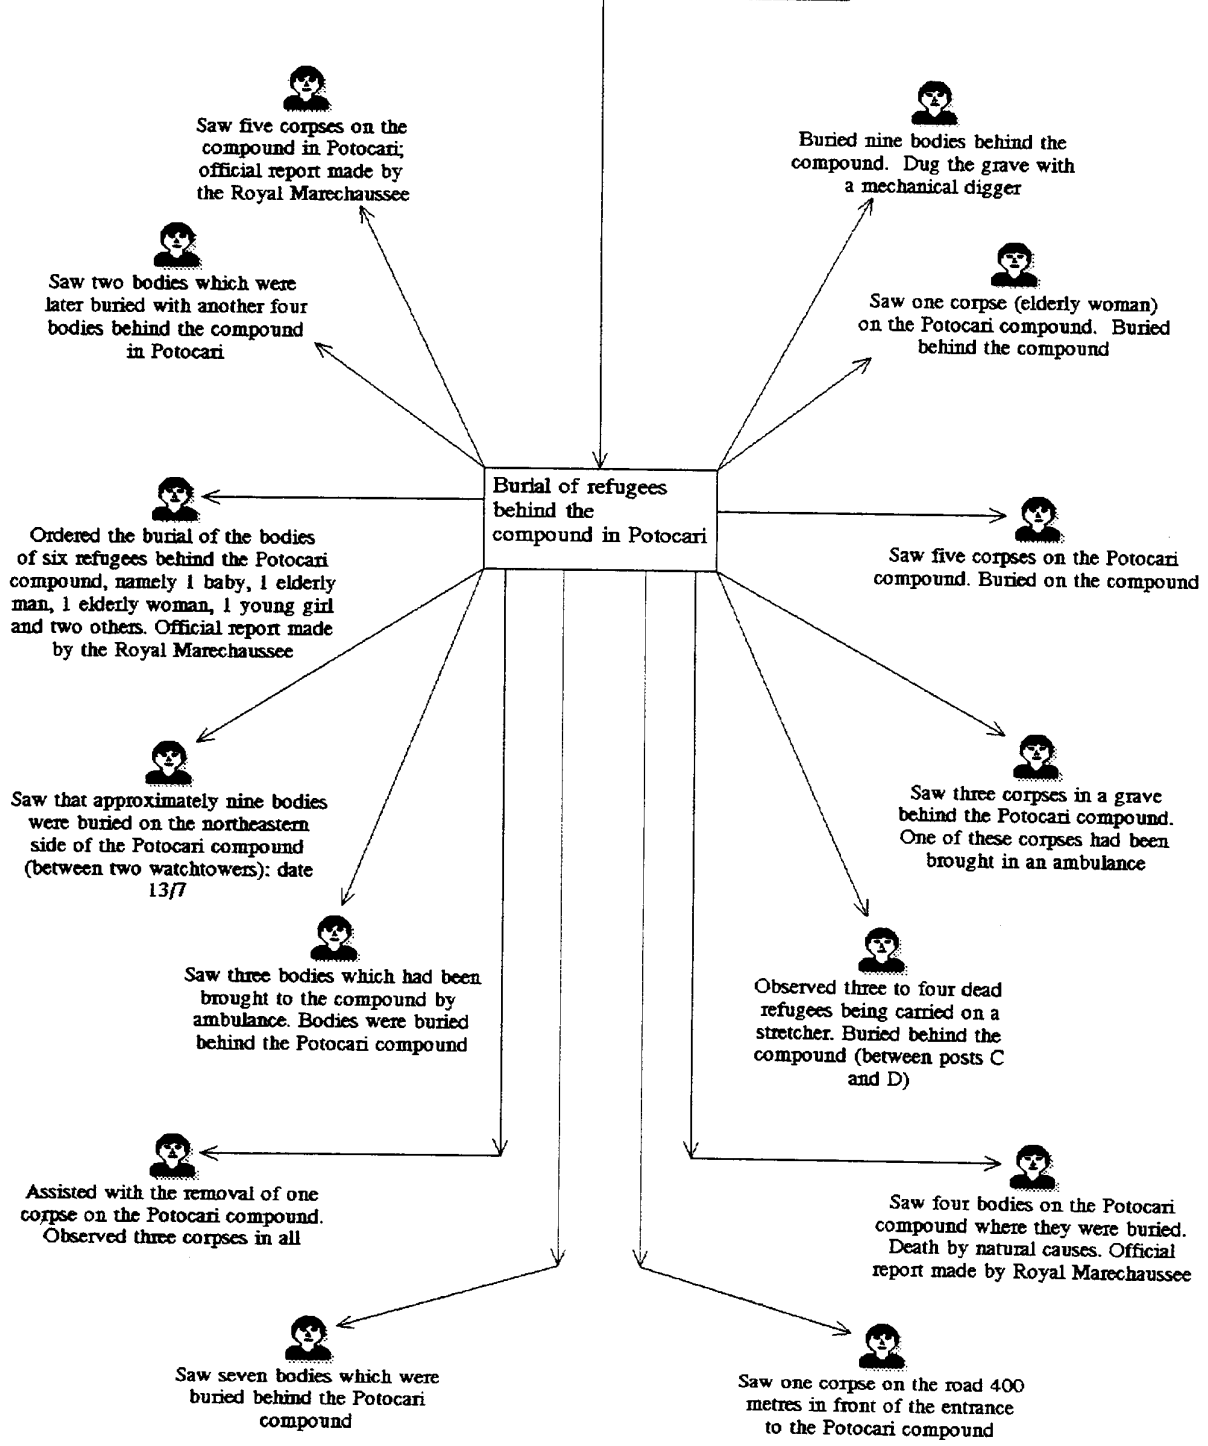 Saw five corpses on the
compound in Potocari;
official report made by
the Royal Marechaussee
Buried nine bodies behind the
compound. Dug the grave with
a mechanical digger
Saw two bodies which were
later buried with another four
bodies behind the compound
in Potocari
Saw one corpse (elderly woman)
on the Potocari compound. Buried
behind the compound
Burial of refugees
behind the
compound in Potocari
Ordered the burial of the bodies
of six refugees behind the Potocari
compound, namely 1 baby, 1 elderly
man, 1 elderly woman, 1 young girl
and two others. Official report made
by the Royal Marechaussee
Saw five corpses on the Potocari
compound. Buried on the compound
Saw that approximately nine bodies
were buried on the northeastern
side of the Potocari compound
(between two watchtowers): date
13/7
Saw three corpses in a grave
behind the Potocari compound.
One of these corpses had been
brought in an ambulance
Saw three bodies which had been
brought to the compound by
ambulance. Bodies were buried
behind the Potocari compound
Observed three to four dead
refugees being carried on a
stretcher. Buried behind the
compound (between posts C
and D)
Assisted with the removal of one
corpse on the Potocari compound.
Observed three corpses in all
Saw four bodies on the Potocari
compound where they were buried.
Death by natural causes. Official
report made by Royal Marechaussee
Saw seven bodies which were
buried behind the Potocari
compound
Saw one corpse on the road 400
metres in front of the entrance
to the Potocari compound